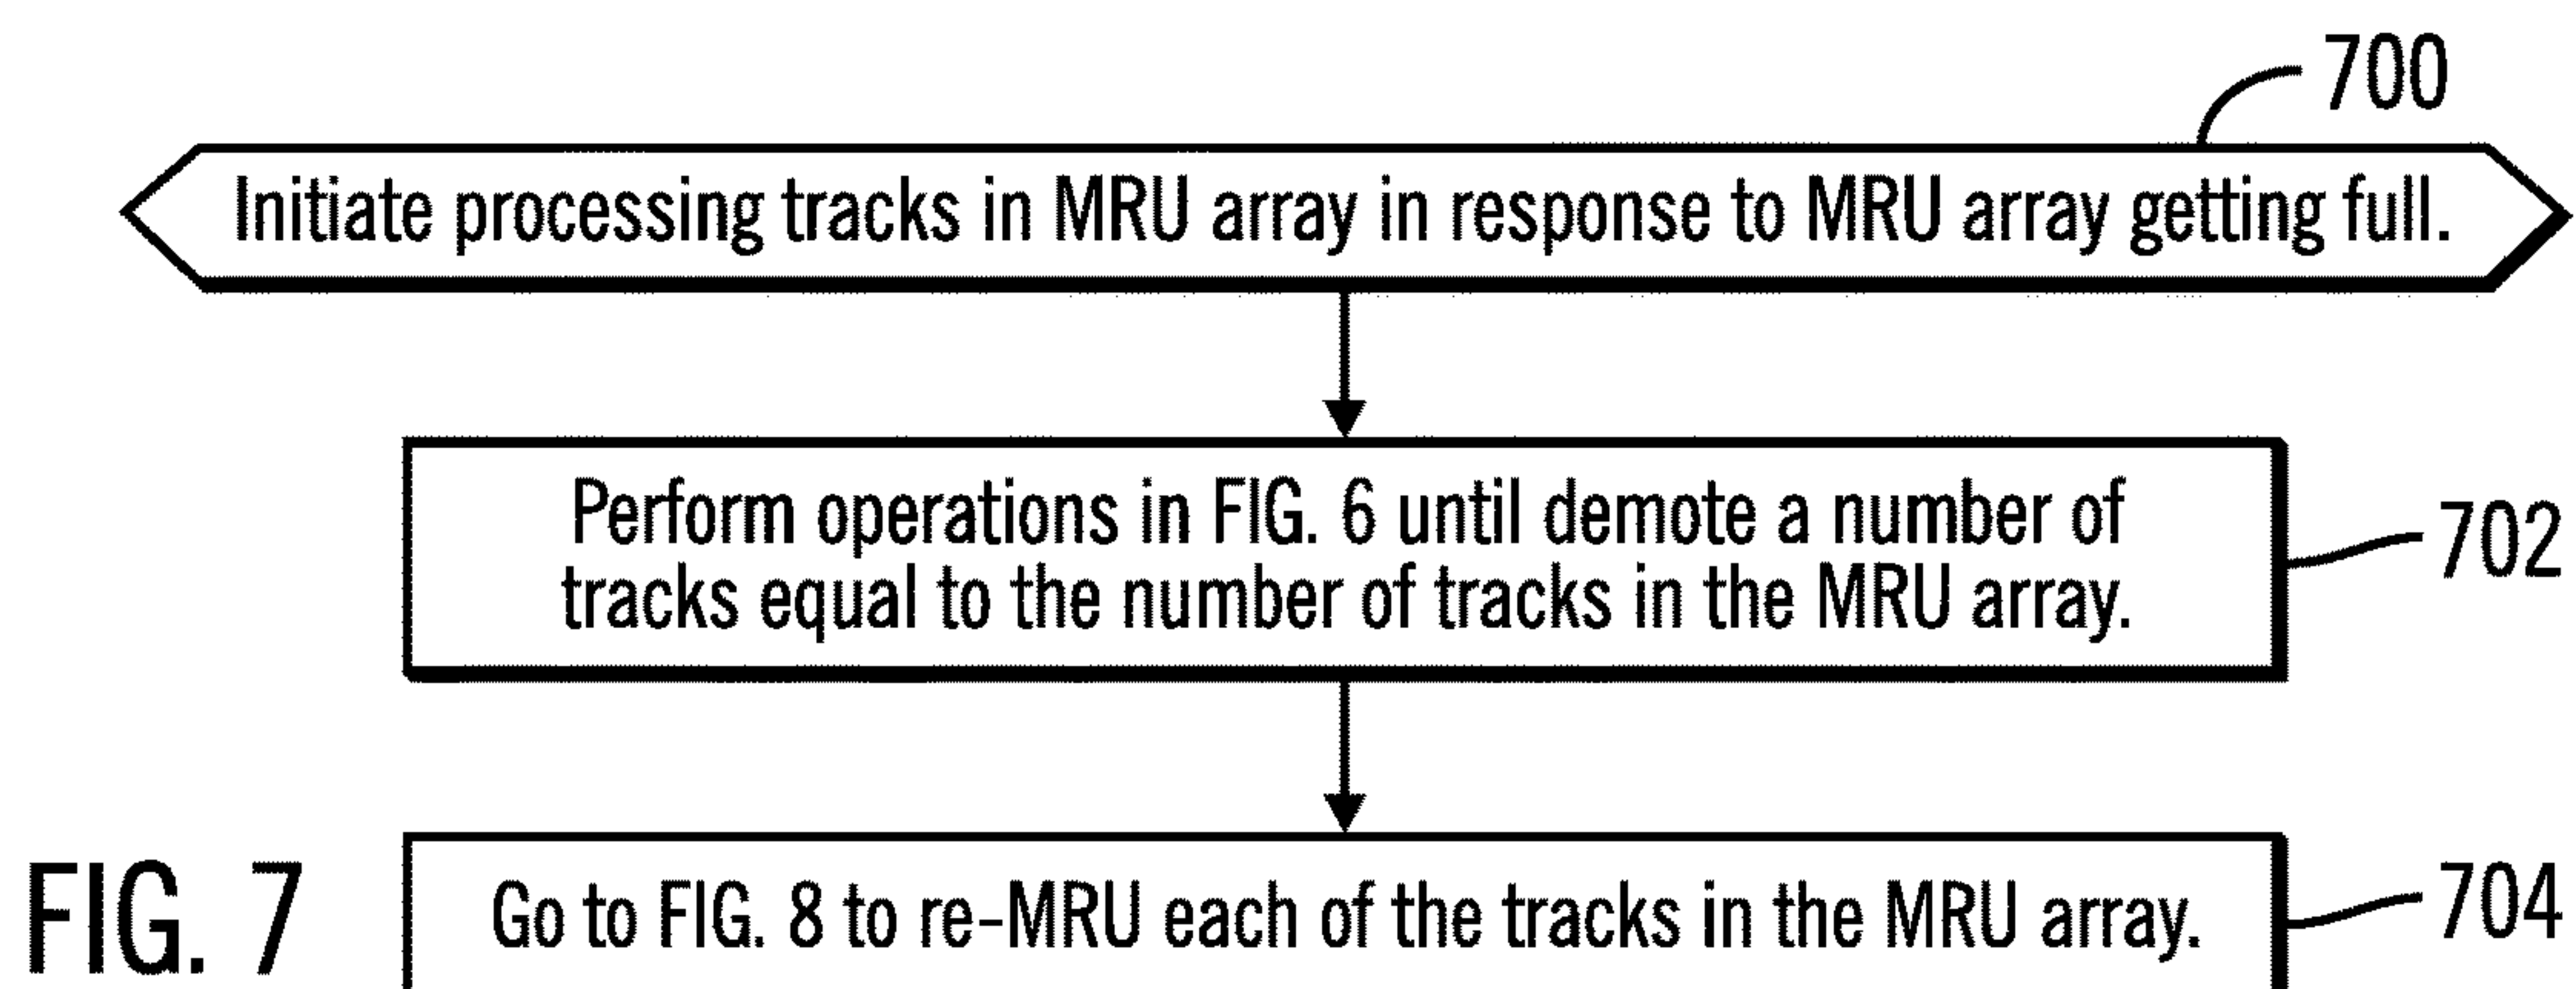 700
Initiate processing tracks in MRU array in response to MRU array getting full.
Perform operations in FIG. 6 until demote a number of
tracks equal to the number of tracks in the MRU array.
702
Go to FIG. 8 to re-MRU each of the tracks in the MRU array.
704
FIG. 7